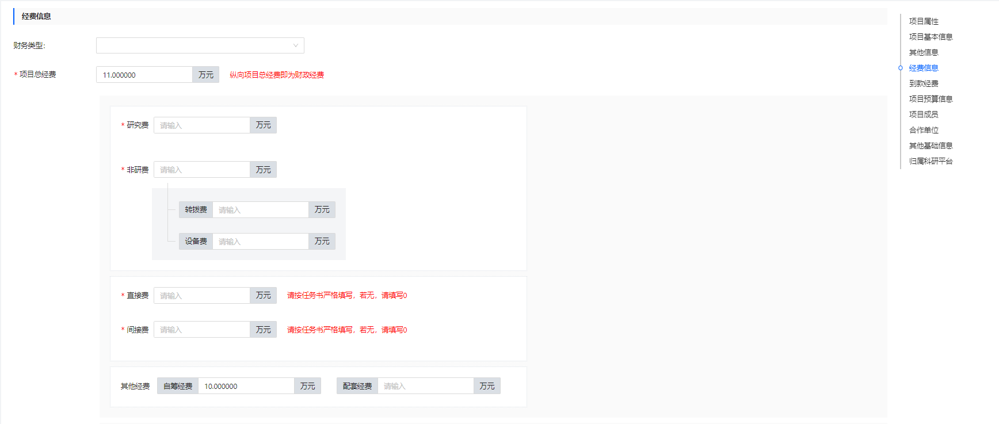 经费信息
财务类型：
* 项目总经费 11.000000 万元 纵向项目总经费即为财政经费
* 研究费 请输入 万元
* 非研费 请输入 万元
转拨费 请输入 万元
设备费 请输入 万元
* 直接费 请输入 万元 请按任务书严格填写，若无，请填写0
* 间接费 请输入 万元 请按任务书严格填写，若无，请填写0
其他经费 自筹经费 10.000000 万元 配套经费 请输入 万元
项目属性
项目基本信息
其他信息
经费信息
到款经费
项目预算信息
项目成员
合作单位
其他基础信息
归属科研平台